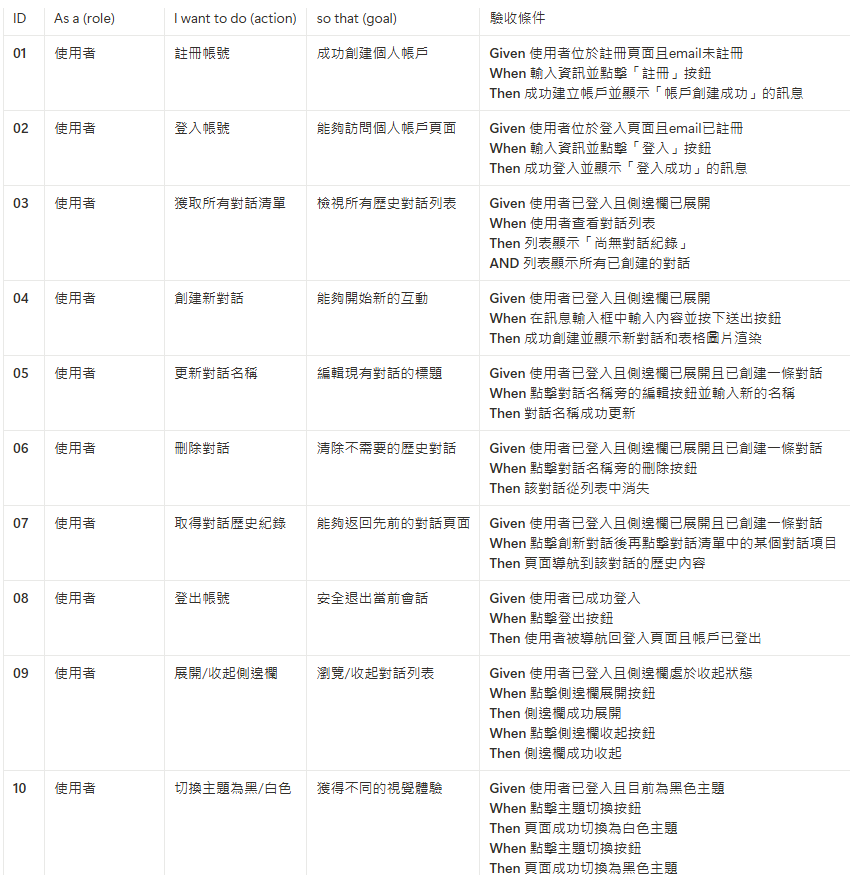 ID As a (role) I want to do (action) so that (goal) 驗收條件
01 使用者 註冊帳號 成功創建個人帳戶 Given 使用者位於註冊頁面且email未註冊
When 輸入資訊並點擊「註冊」按鈕
Then 成功建立帳戶並顯示「帳戶創建成功」的訊息
02 使用者 登入帳號 能夠訪問個人帳戶頁面 Given 使用者位於登入頁面且email已註冊
When 輸入資訊並點擊「登入」按鈕
Then 成功登入並顯示「登入成功」的訊息
03 使用者 獲取所有對話清單 檢視所有歷史對話列表 Given 使用者已登入且側邊欄已展開
When 使用者查看對話列表
Then 列表顯示「尚無對話紀錄」
AND 列表顯示所有已創建的對話
04 使用者 創建新對話 能夠開始新的互動 Given 使用者已登入且側邊欄已展開
When 在訊息輸入框中輸入內容並按下送出按鈕
Then 成功創建並顯示新對話和表格圖片渲染
05 使用者 更新對話名稱 編輯現有對話的標題 Given 使用者已登入且側邊欄已展開且已創建一條對話
When 點擊對話名稱旁的編輯按鈕並輸入新的名稱
Then 對話名稱成功更新
06 使用者 刪除對話 清除不需要的歷史對話 Given 使用者已登入且側邊欄已展開且已創建一條對話
When 點擊對話名稱旁的刪除按鈕
Then 該對話從列表中消失
07 使用者 取得對話歷史紀錄 能夠返回先前的對話頁面 Given 使用者已登入且側邊欄已展開且已創建一條對話
When 點擊創新對話後再點擊對話清單中的某個對話項目
Then 頁面導航到該對話的歷史內容
08 使用者 登出帳號 安全退出當前會話 Given 使用者已成功登入
When 點擊登出按鈕
Then 使用者被導航回登入頁面且帳戶已登出
09 使用者 展開/收起側邊欄 瀏覽/收起對話列表 Given 使用者已登入且側邊欄處於收起狀態
When 點擊側邊欄展開按鈕
Then 側邊欄成功展開
When 點擊側邊欄收起按鈕
Then 側邊欄成功收起
10 使用者 切換主題為黑/白色 獲得不同的視覺體驗 Given 使用者已登入且目前為黑色主題
When 點擊主題切換按鈕
Then 頁面成功切換為白色主題
When 點擊主題切換按鈕
Then 頁面成功切換為黑色主題